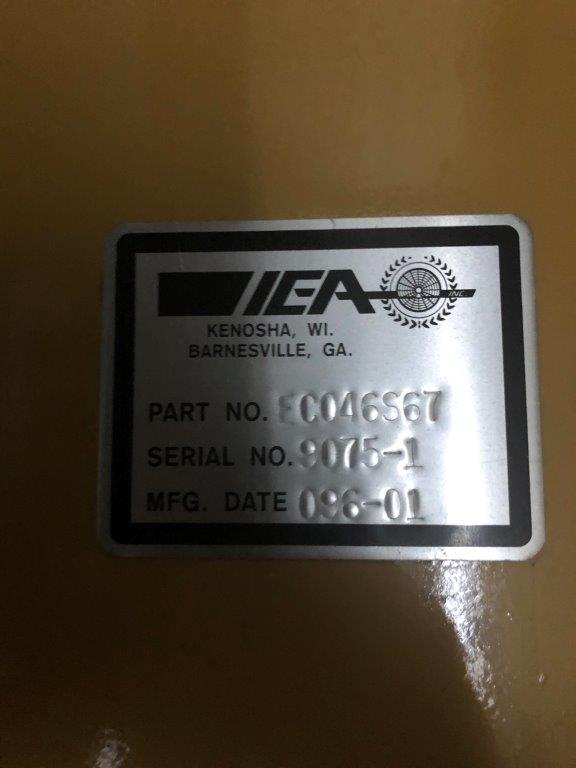 IEA INC.
KENOSHA, WI.
BARNESVILLE, GA.
PART NO. EC046S67
SERIAL NO. 9075-1
MFG. DATE 096-01